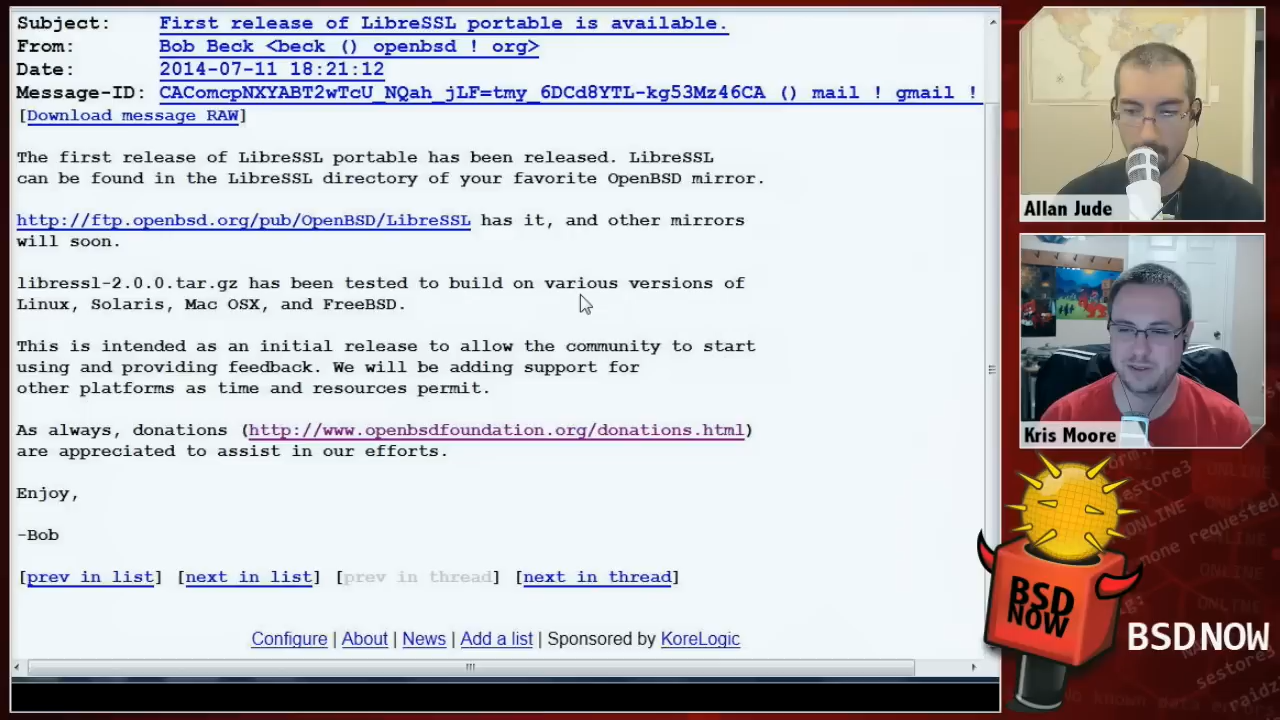 Subject: First release of LibreSSL portable is available.
From: Bob Beck <beck () openbsd ! org>
Date: 2014-07-11 18:21:12
Message-ID: CAComcpNXYABT2wTcU_NQah_jLF=tmy_6DCd8YTL-kg53Mz46CA () mail ! gmail !
[Download message RAW]
The first release of LibreSSL portable has been released. LibreSSL
can be found in the LibreSSL directory of your favorite OpenBSD mirror.
http://ftp.openbsd.org/pub/OpenBSD/LibreSSL has it, and other mirrors
will soon.
libressl-2.0.0.tar.gz has been tested to build on various versions of
Linux, Solaris, Mac OSX, and FreeBSD.
This is intended as an initial release to allow the community to start
using and providing feedback. We will be adding support for
other platforms as time and resources permit.
As always, donations (http://www.openbsdfoundation.org/donations.html)
are appreciated to assist in our efforts.
Enjoy,
-Bob
[prev in list] [next in list] [prev in thread] [next in thread]
Configure | About | News | Add a list | Sponsored by KoreLogic
Allan Jude
Kris Moore
BSD
NOW
BSD NOW
ONLINE
ONLINE
none requested
ONLINE
ONLINE